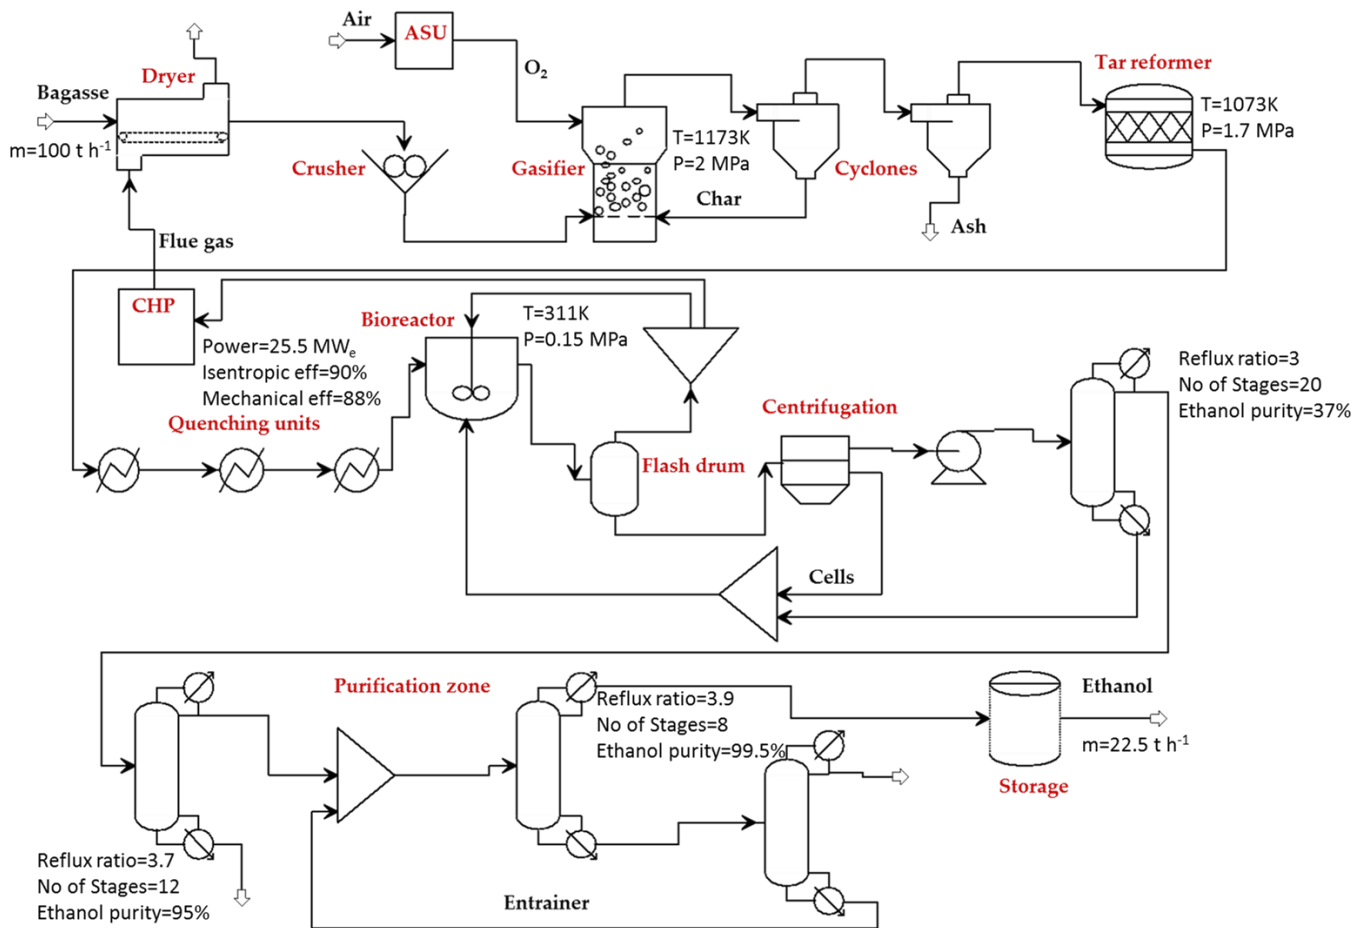 Air
ASU
O2
Dryer
Bagasse
m=100 t h-1
Crusher
Gasifier
T=1173K
P=2 MPa
Cyclones
Char
Ash
Tar reformer
T=1073K
P=1.7 MPa
Flue gas
CHP
Power=25.5 MWe
Isentropic eff=90%
Mechanical eff=88%
Quenching units
Bioreactor
T=311K
P=0.15 MPa
Flash drum
Centrifugation
Cells
Reflux ratio=3
No of Stages=20
Ethanol purity=37%
Purification zone
Reflux ratio=3.9
No of Stages=8
Ethanol purity=99.5%
Ethanol
m=22.5 t h-1
Storage
Reflux ratio=3.7
No of Stages=12
Ethanol purity=95%
Entrainer